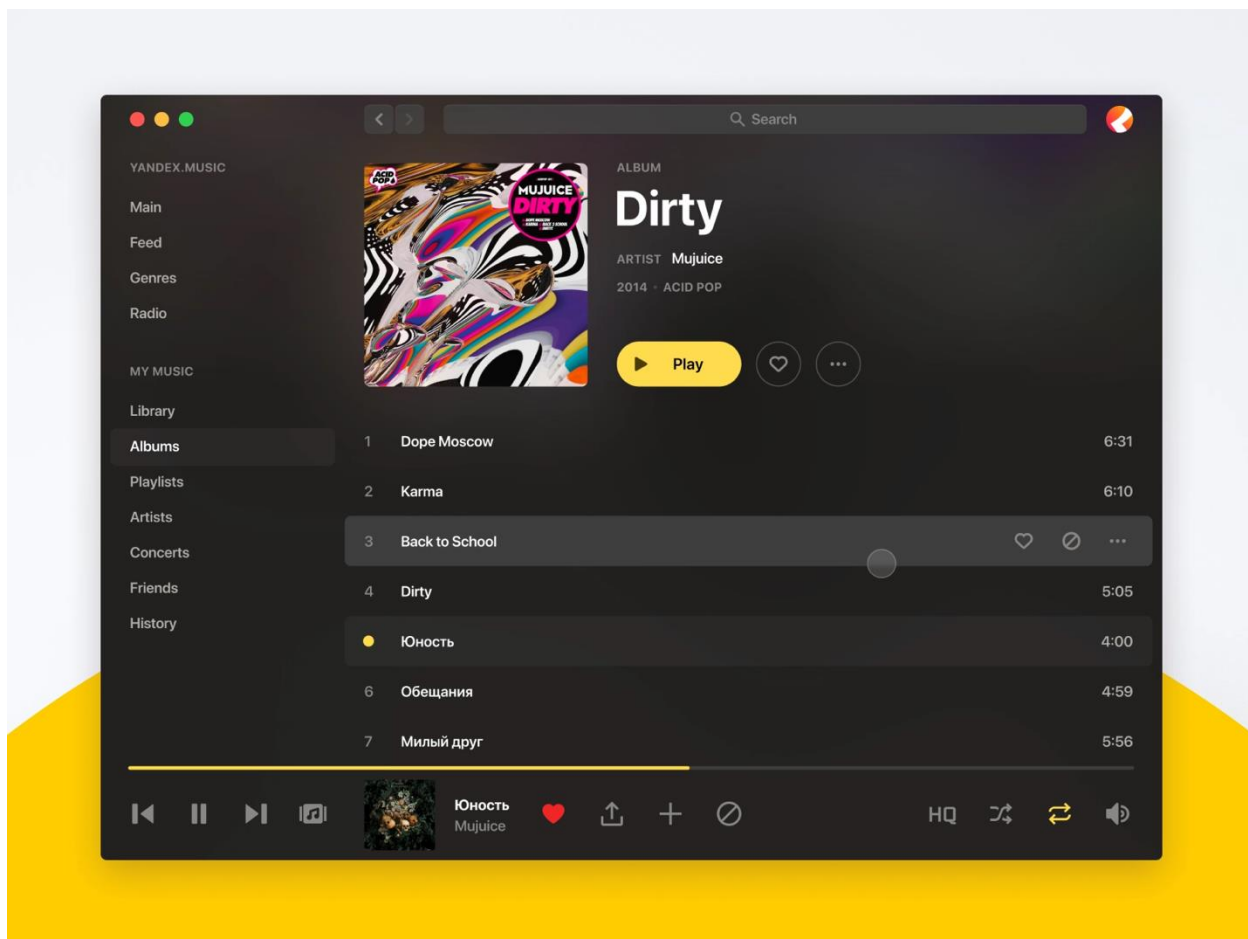 Search
YANDEX.MUSIC
Main
Feed
Genres
Radio
MY MUSIC
Library
Albums
Playlists
Artists
Concerts
Friends
History
ACID
POP
MUJUICE
DIRTY
ALBUM
Dirty
ARTIST Mujuice
2014 · ACID POP
Play
1 Dope Moscow 6:31
2 Karma 6:10
3 Back to School
4 Dirty 5:05
Юность 4:00
6 Обещания 4:59
7 Милый друг 5:56
Юность
Mujuice
HQ